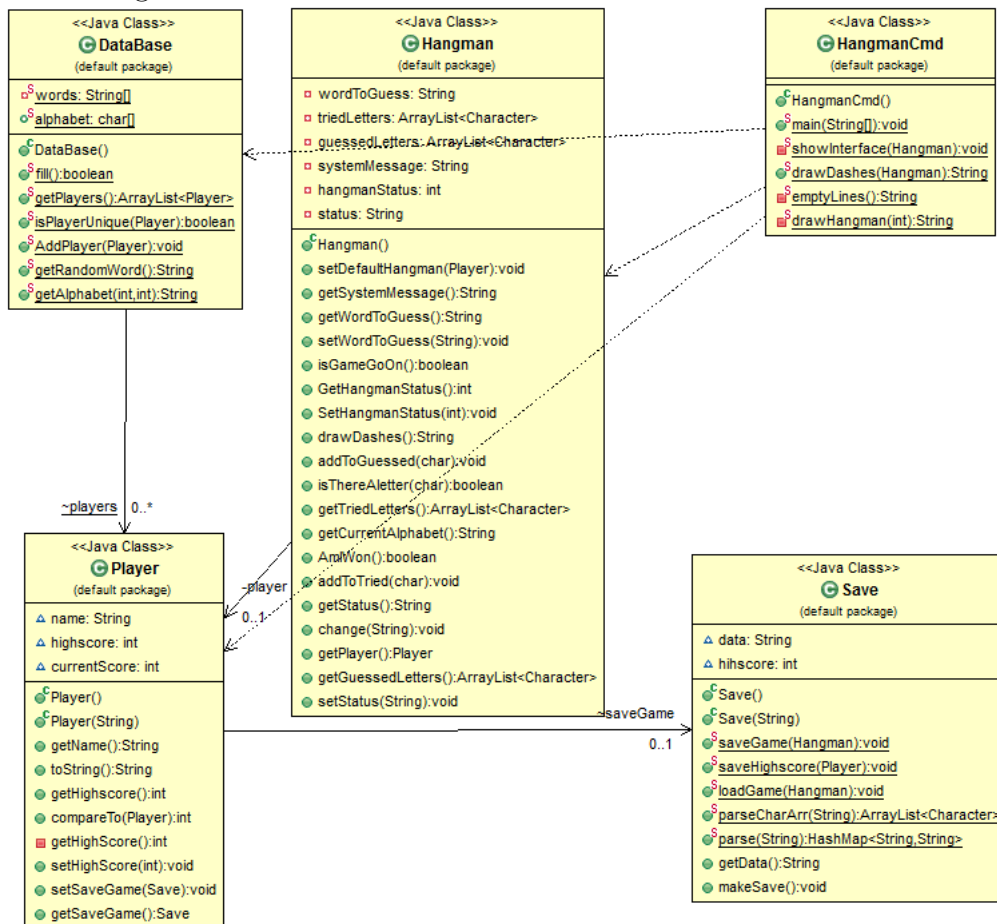 <<Java Class>>
DataBase
(default package)
words: String[]
alphabet: char[]
DataBase()
fill():boolean
getPlayers():ArrayList<Player>
isPlayerUnique(Player):boolean
AddPlayer(Player):void
getRandomWord():String
getAlphabet(int,int):String
<<Java Class>>
Hangman
(default package)
wordToGuess: String
triedLetters: ArrayList<Character>
guessedLetters: ArrayList<Character>
systemMessage: String
hangmanStatus: int
status: String
Hangman()
setDefaultHangman(Player):void
getSystemMessage():String
getWordToGuess():String
setWordToGuess(String):void
isGameGoOn():boolean
GetHangmanStatus():int
SetHangmanStatus(int):void
drawDashes():String
addToGuessed(char):void
isThereAletter(char):boolean
getTriedLetters():ArrayList<Character>
getCurrentAlphabet():String
AmIWon():boolean
addToTried(char):void
getStatus():String
change(String):void
getPlayer():Player
getGuessedLetters():ArrayList<Character>
setStatus(String):void
<<Java Class>>
HangmanCmd
(default package)
HangmanCmd()
main(String[]):void
showInterface(Hangman):void
drawDashes(Hangman):String
emptyLines():String
drawHangman(int):String
~players
0..*
~player
0..1
<<Java Class>>
Player
(default package)
name: String
highscore: int
currentScore: int
Player()
Player(String)
getName():String
toString():String
getHighscore():int
compareTo(Player):int
getHighScore():int
setHighScore(int):void
setSaveGame(Save):void
getSaveGame():Save
~saveGame
0..1
<<Java Class>>
Save
(default package)
data: String
hihscore: int
Save()
Save(String)
saveGame(Hangman):void
saveHighscore(Player):void
loadGame(Hangman):void
parseCharArr(String):ArrayList<Character>
parse(String):HashMap<String,String>
getData():String
makeSave():void